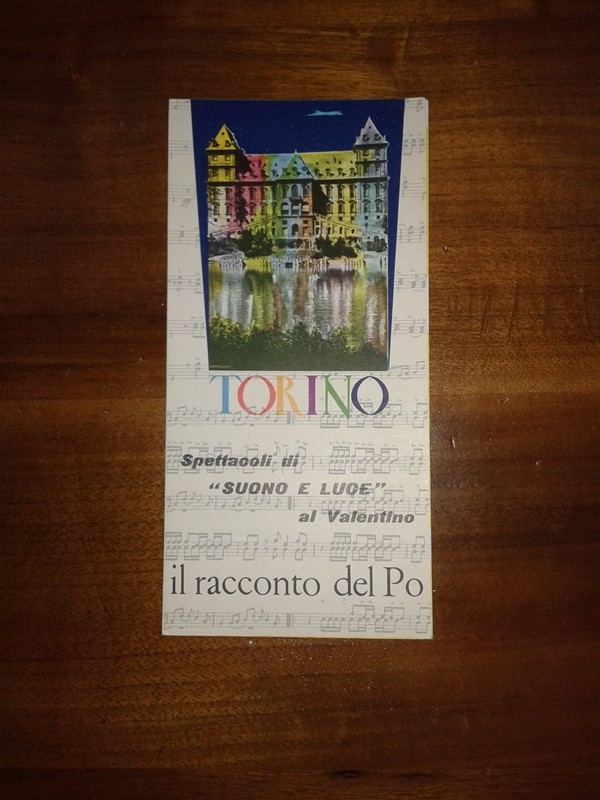 TORINO
Spettacoli di
"SUONO E LUCE"
al Valentino
il racconto del Po